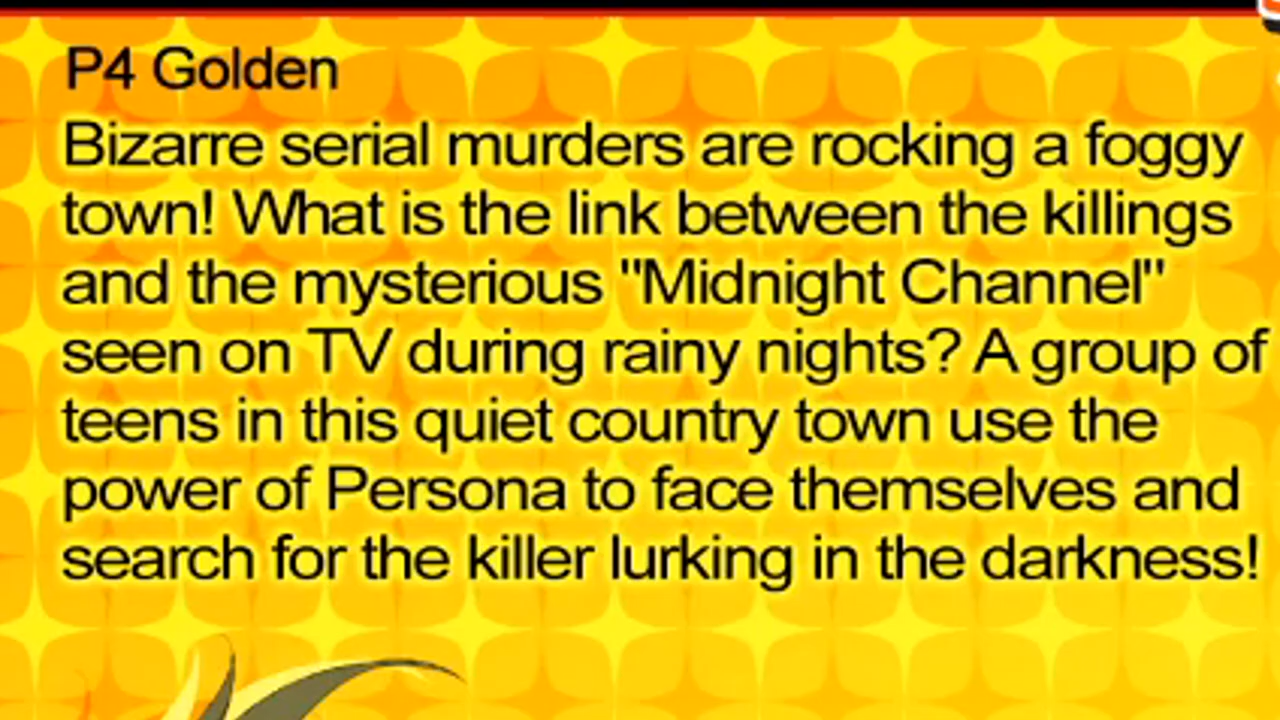 P4 Golden
Bizarre serial murders are rocking a foggy
town! What is the link between the killings
and the mysterious "Midnight Channel"
seen on TV during rainy nights? A group of
teens in this quiet country town use the
power of Persona to face themselves and
search for the killer lurking in the darkness!